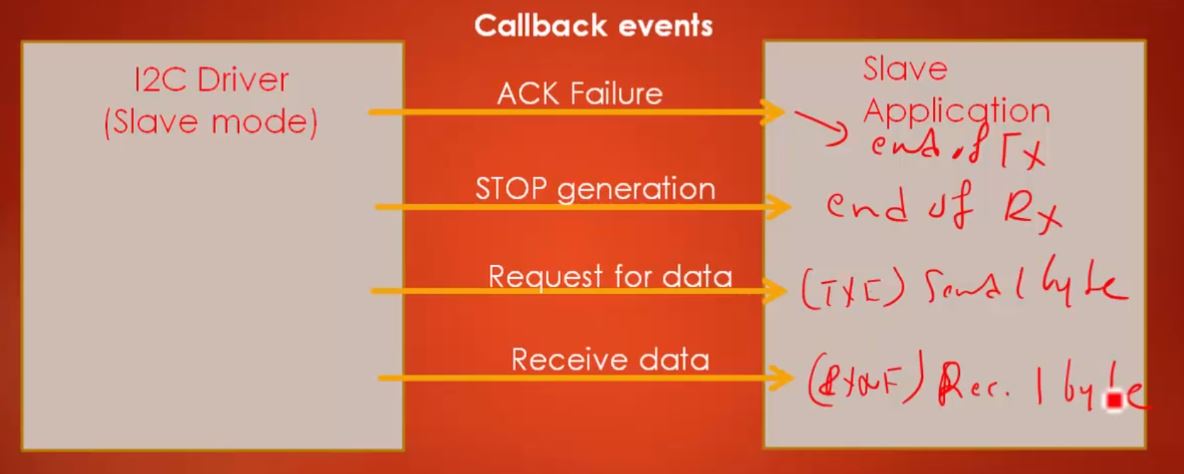 Callback events
I2C Driver
(Slave mode)
ACK Failure
STOP generation
Request for data
Receive data
Slave
Application
end of Tx
end of Rx
(TXE) Send 1 byte
(RXNE) Rec. 1 byte